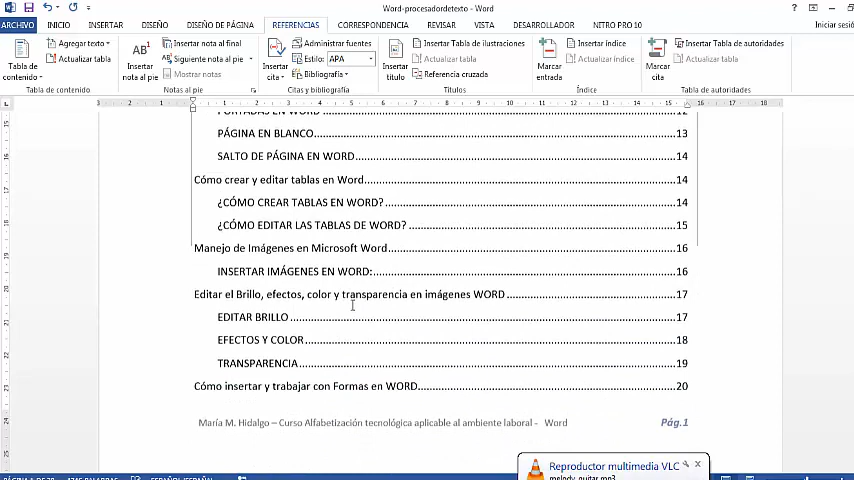 Word-procesadordetexto - Word
ARCHIVO INICIO INSERTAR DISEÑO DISEÑO DE PÁGINA REFERENCIAS CORRESPONDENCIA REVISAR VISTA DESARROLLADOR NITRO PRO 10 Iniciar sesió
Tabla de contenido
Agregar texto
Actualizar tabla
Tabla de contenido
AB¹
Insertar nota al pie
Insertar nota al final
Siguiente nota al pie
Mostrar notas
Notas al pie
Insertar cita
Administrar fuentes
Estilo: APA
Bibliografía
Citas y bibliografía
Insertar título
Insertar Tabla de ilustraciones
Actualizar tabla
Referencia cruzada
Títulos
Marcar entrada
Insertar índice
Actualizar índice
Índice
Marcar cita
Insertar Tabla de autoridades
Actualizar tabla
Tabla de autoridades
PORTADAS EN WORD 12
PÁGINA EN BLANCO 13
SALTO DE PÁGINA EN WORD 14
Cómo crear y editar tablas en Word 14
¿CÓMO CREAR TABLAS EN WORD? 14
¿CÓMO EDITAR LAS TABLAS DE WORD? 15
Manejo de Imágenes en Microsoft Word 16
INSERTAR IMÁGENES EN WORD: 16
Editar el Brillo, efectos, color y transparencia en imágenes WORD 17
EDITAR BRILLO 17
EFECTOS Y COLOR 18
TRANSPARENCIA 19
Cómo insertar y trabajar con Formas en WORD 20
María M. Hidalgo – Curso Alfabetización tecnológica aplicable al ambiente laboral - Word Pág.1
Reproductor multimedia VLC